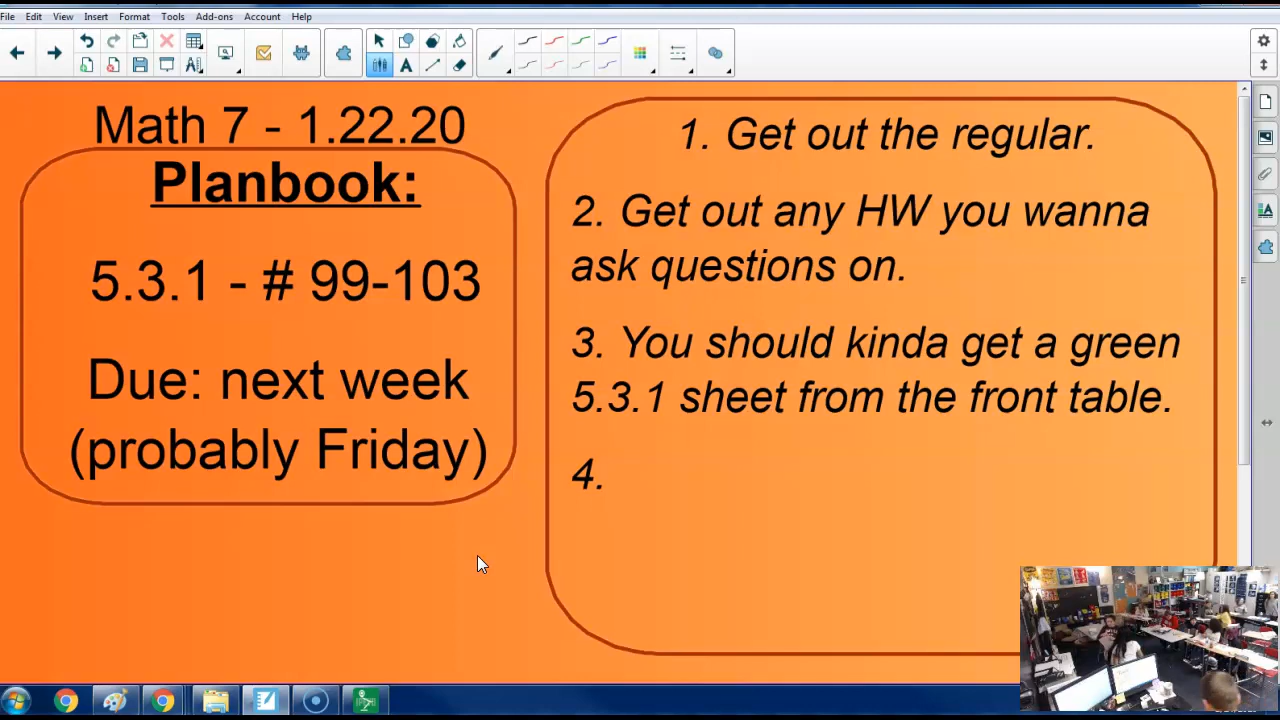 File Edit View Insert Format Tools Add-ons Account Help
Math 7 - 1.22.20
Planbook:
5.3.1 - # 99-103
Due: next week
(probably Friday)
1. Get out the regular.
2. Get out any HW you wanna
ask questions on.
3. You should kinda get a green
5.3.1 sheet from the front table.
4.